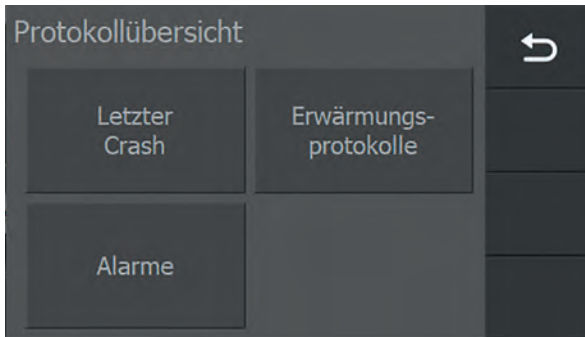 Protokollübersicht
Letzter
Crash
Erwärmungs-
protokolle
Alarme